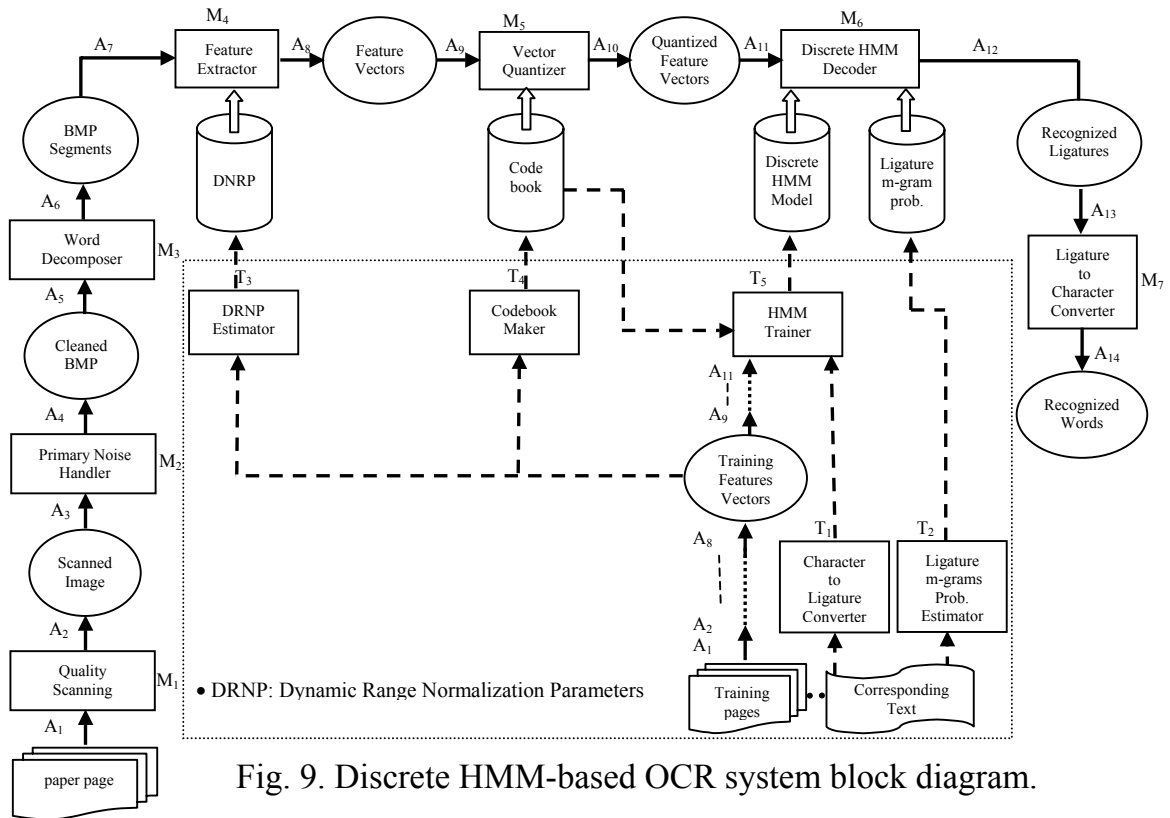 M4
M5
M6
A7
Feature
Extractor
A8
Feature
Vectors
A9
Vector
Quantizer
A10
Quantized
Feature
Vectors
A11
Discrete HMM
Decoder
A12
BMP
Segments
DNRP
Code
book
Discrete
HMM
Model
Ligature
m-gram
prob.
Recognized
Ligatures
A6
Word
Decomposer
M3
A13
Ligature
to
Character
Converter
M7
A5
T3
DRNP
Estimator
T4
Codebook
Maker
T5
HMM
Trainer
Cleaned
BMP
A14
Recognized
Words
A11
A9
A4
Primary Noise
Handler
M2
Training
Features
Vectors
A3
Scanned
Image
A8
T1
Character
to
Ligature
Converter
T2
Ligature
m-grams
Prob.
Estimator
A2
A2
A1
Quality
Scanning
M1
• DRNP: Dynamic Range Normalization Parameters
Training
pages
Corresponding
Text
A1
paper page
Fig. 9. Discrete HMM-based OCR system block diagram.